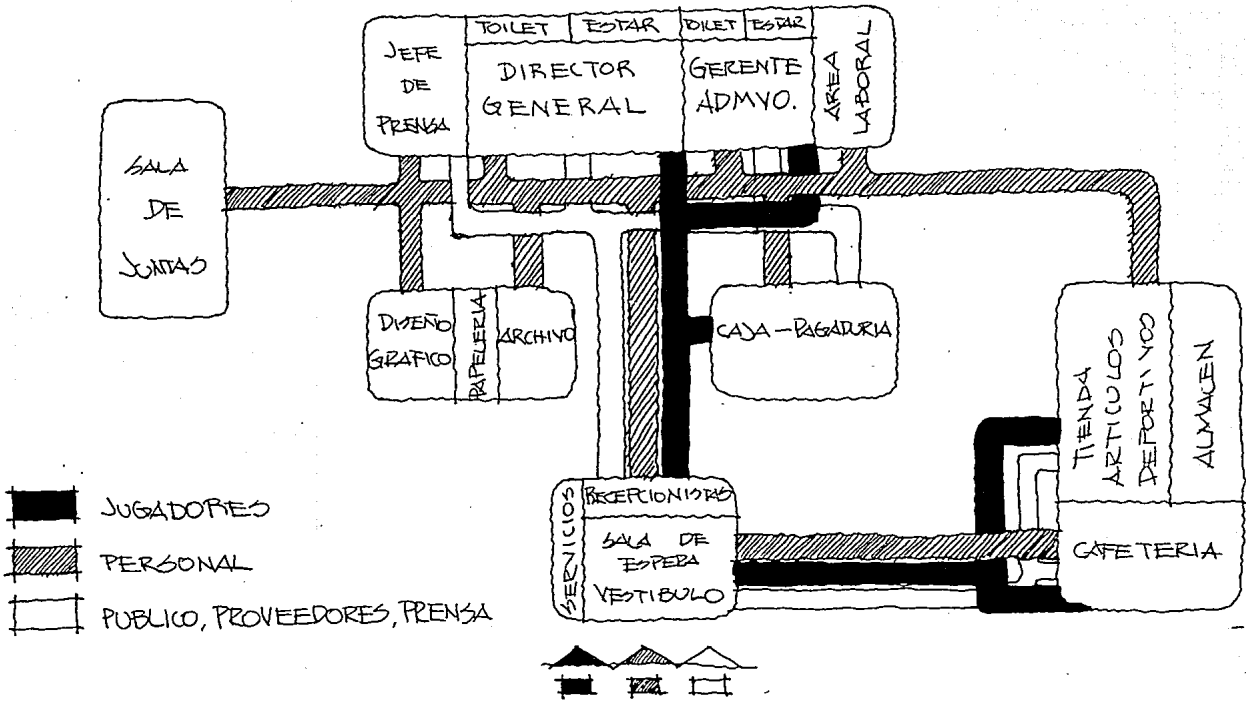 TOILET
ESTAR
TOILET
ESTAR
JEFE
DE
PRENSA
DIRECTOR
GENERAL
GERENTE
ADMVO.
AREA
LABORAL
SALA
DE
JUNTAS
DISEÑO
GRAFICO
PAPELERIA
ARCHIVO
CAJA - PAGADURIA
TIENDA
ARTICULOS
DEPORTIVOS
ALMACEN
CAFETERIA
SERVICIOS
RECEPCIONISTAS
SALA DE
ESPERA
VESTIBULO
JUGADORES
PERSONAL
PUBLICO, PROVEEDORES, PRENSA